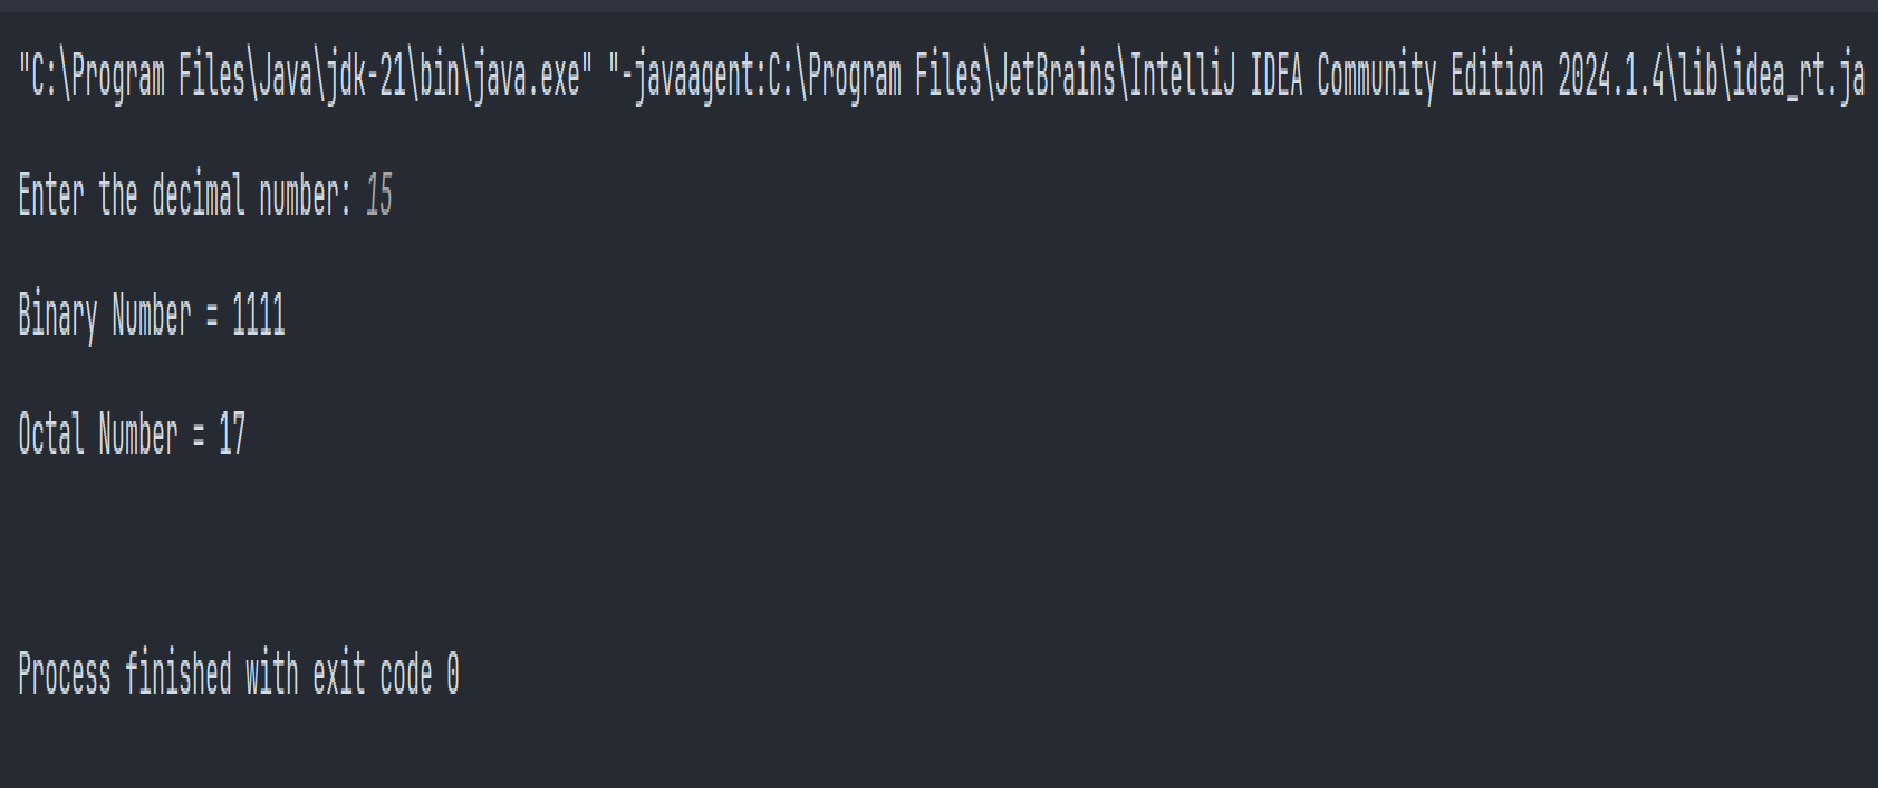 "C:\Program Files\Java\jdk-21\bin\java.exe" "-javaagent:C:\Program Files\JetBrains\IntelliJ IDEA Community Edition 2024.1.4\lib\idea_rt.ja
Enter the decimal number: 15
Binary Number = 1111
Octal Number = 17
Process finished with exit code 0